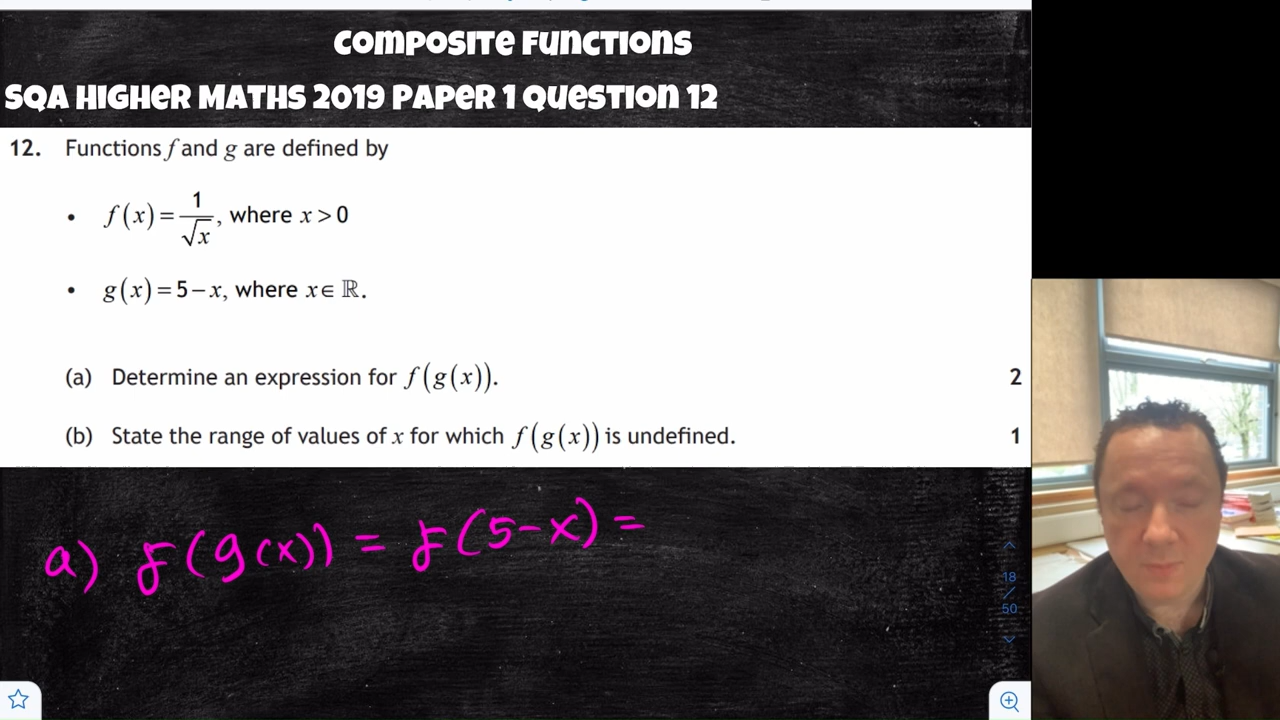 Composite Functions
SQA Higher Maths 2019 Paper 1 Question 12
12. Functions f and g are defined by
• f(x)=1/√x, where x>0
• g(x)=5−x, where x∈ ℝ.
(a) Determine an expression for f(g(x)). 2
(b) State the range of values of x for which f(g(x)) is undefined. 1
a) f(g(x)) = f(5-x) =
18
/
50